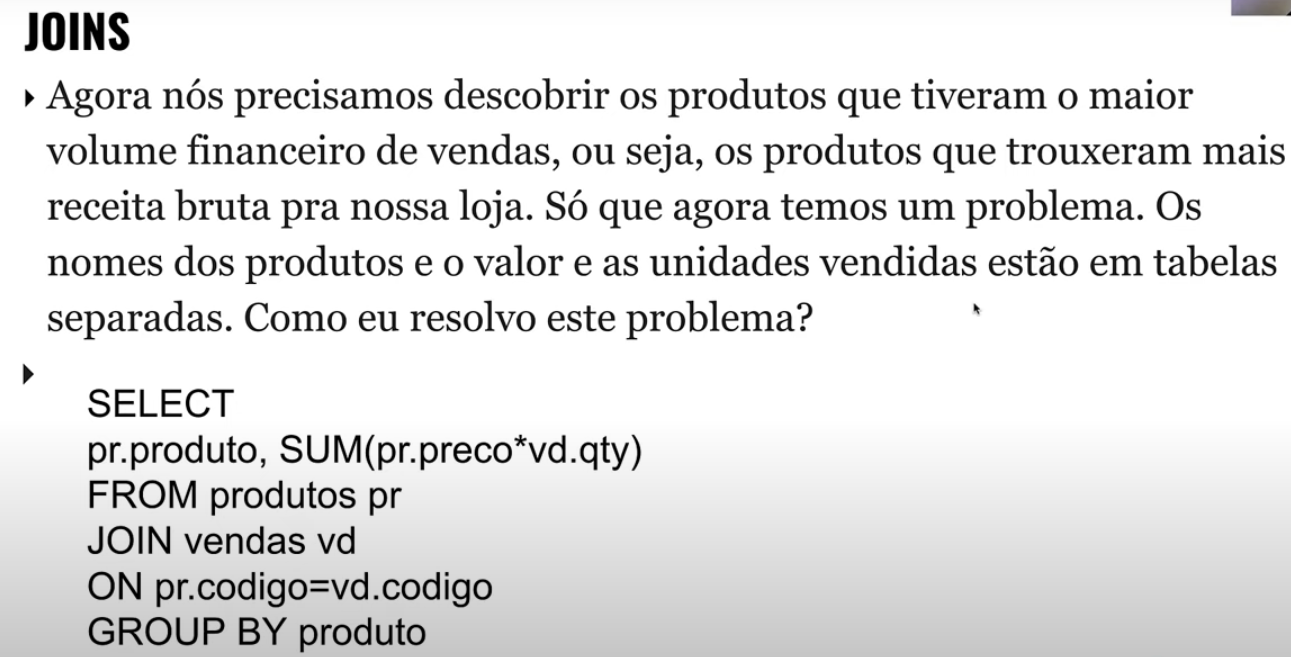 JOINS
Agora nós precisamos descobrir os produtos que tiveram o maior
volume financeiro de vendas, ou seja, os produtos que trouxeram mais
receita bruta pra nossa loja. Só que agora temos um problema. Os
nomes dos produtos e o valor e as unidades vendidas estão em tabelas
separadas. Como eu resolvo este problema?
SELECT
pr.produto, SUM(pr.preco*vd.qty)
FROM produtos pr
JOIN vendas vd
ON pr.codigo=vd.codigo
GROUP BY produto